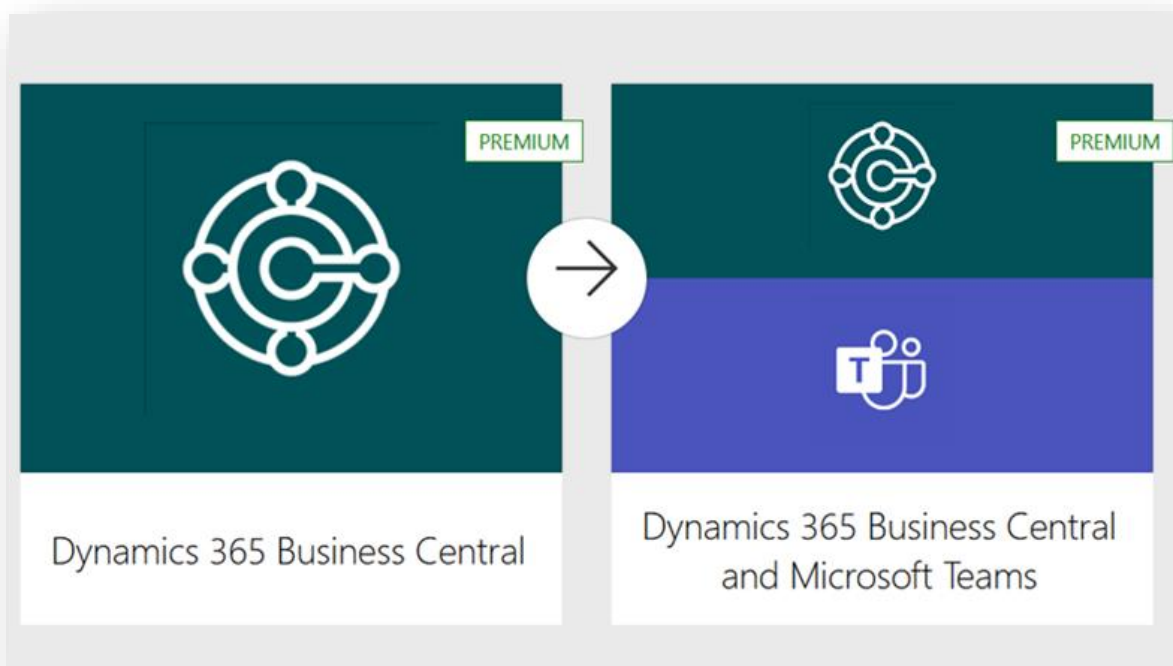 PREMIUM
Dynamics 365 Business Central
PREMIUM
T
Dynamics 365 Business Central
and Microsoft Teams